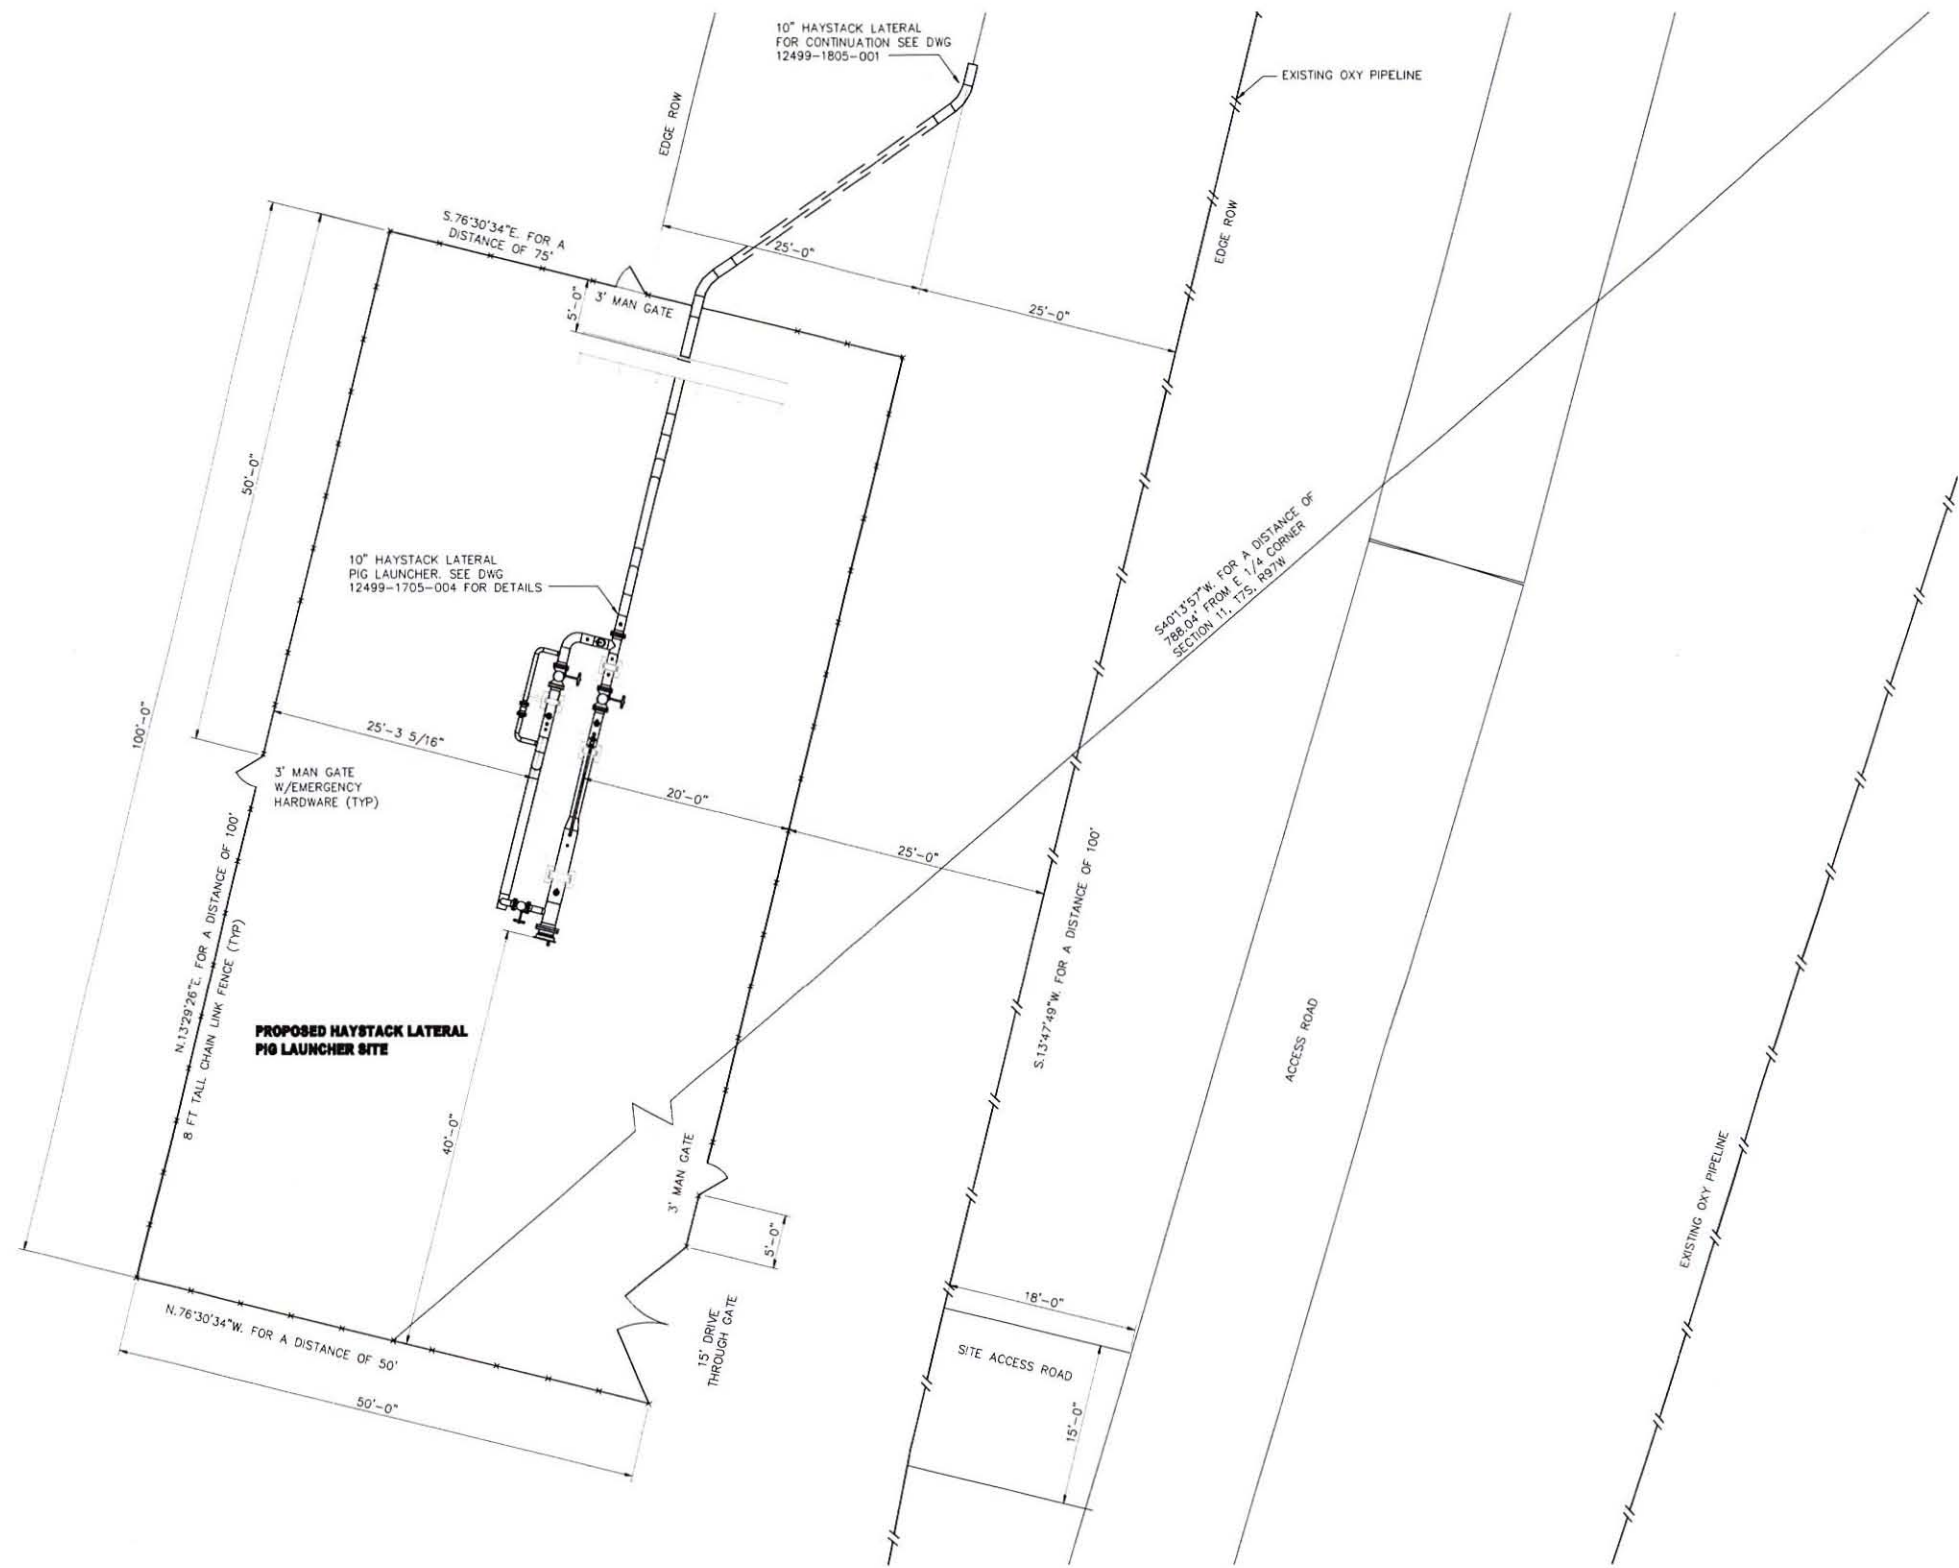 10" HAYSTACK LATERAL
FOR CONTINUATION SEE DWG
12499-1805-001
EXISTING OXY PIPELINE
EDGE ROW
EDGE ROW
S.76°30'34"E. FOR A
DISTANCE OF 75'
25'-0"
25'-0"
3' MAN GATE
5'-0"
50'-0"
10" HAYSTACK LATERAL
PIG LAUNCHER. SEE DWG
12499-1705-004 FOR DETAILS
S40°13'57"W. FOR A DISTANCE OF
788.04' FROM E 1/4 CORNER
SECTION 11, T7S, R97W
100'-0"
25'-3 5/16"
3' MAN GATE
W/EMERGENCY
HARDWARE (TYP)
20'-0"
25'-0"
N.13°29'26"E. FOR A DISTANCE OF 100'
8 FT TALL CHAIN LINK FENCE (TYP)
S.13°47'49"W. FOR A DISTANCE OF 100'
PROPOSED HAYSTACK LATERAL
PIG LAUNCHER SITE
ACCESS ROAD
40'-0"
3' MAN GATE
5'-0"
EXISTING OXY PIPELINE
15' DRIVE
THROUGH GATE
18'-0"
SITE ACCESS ROAD
15'-0"
N.76°30'34"W. FOR A DISTANCE OF 50'
50'-0"